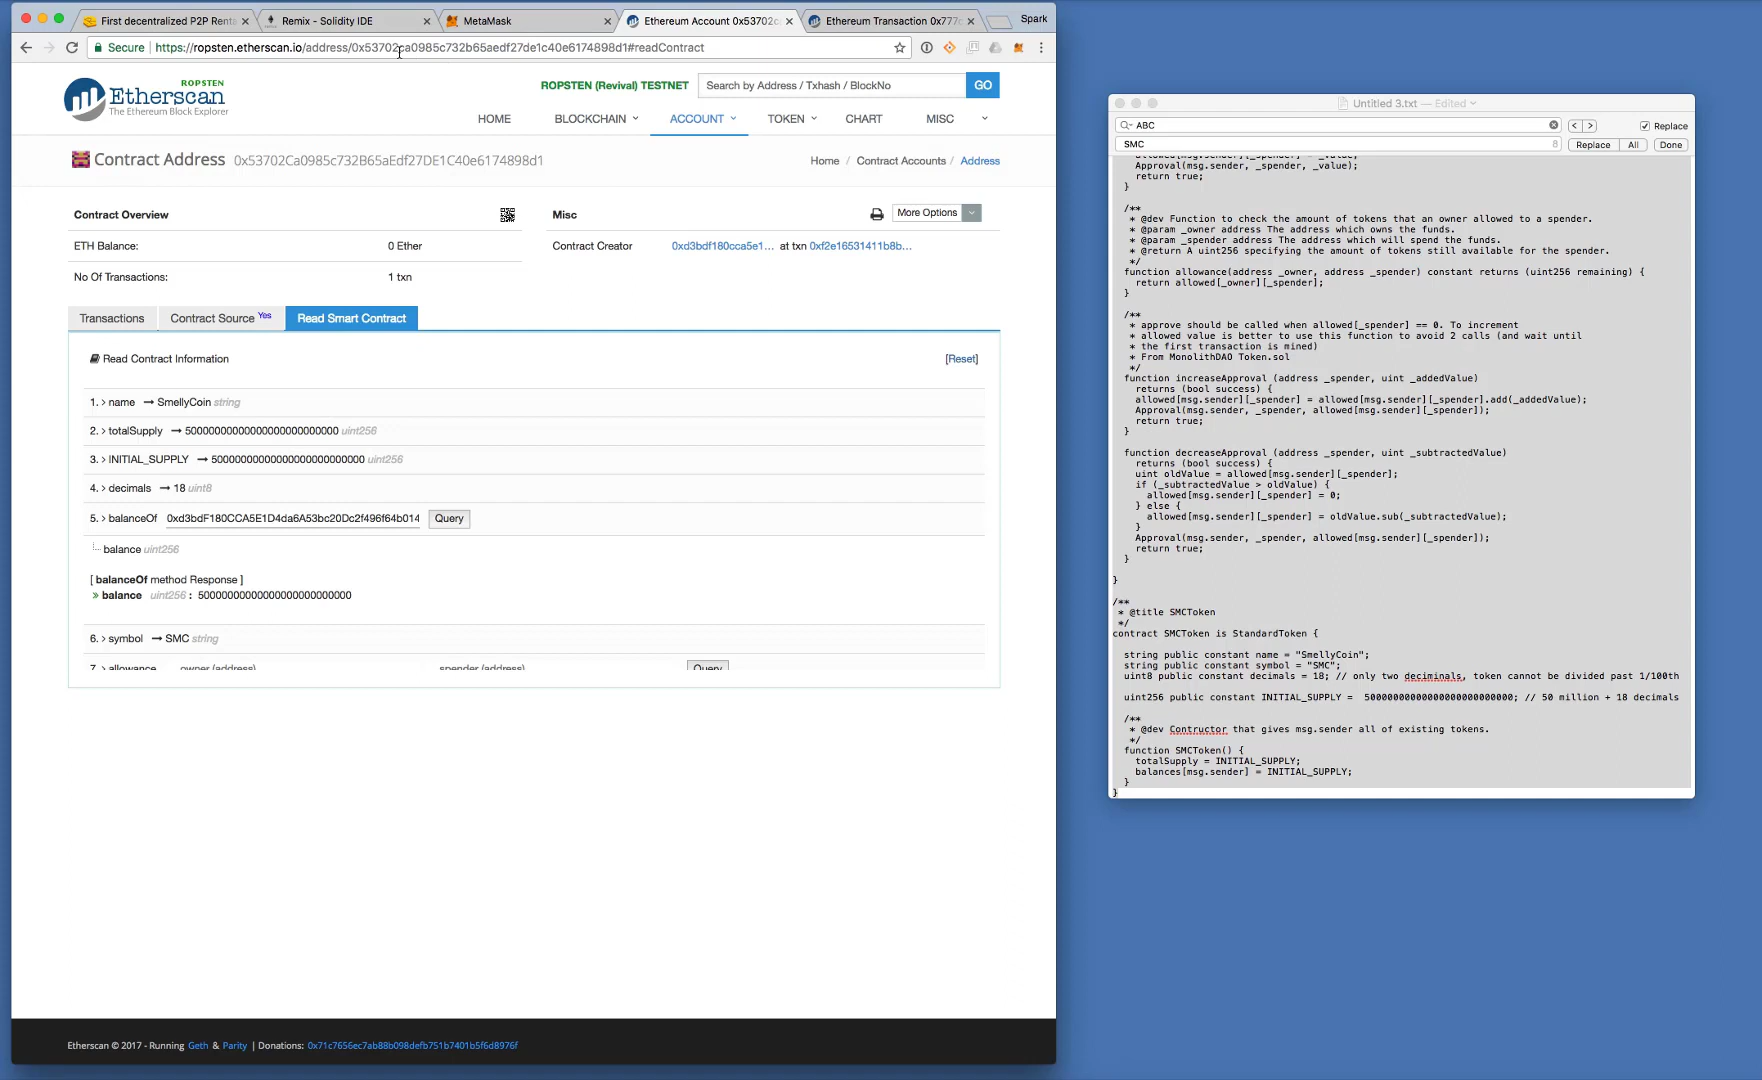 First decentralized P2P Renta
Remix - Solidity IDE
MetaMask
Ethereum Account 0x53702c
Ethereum Transaction 0x777c
Spark
Secure
https://ropsten.etherscan.io/address/0x53702ca0985c732b65aedf27de1c40e6174898d1#readContract
ROPSTEN
Etherscan
The Ethereum Block Explorer
ROPSTEN (Revival) TESTNET
Search by Address / Txhash / BlockNo
GO
HOME
BLOCKCHAIN
ACCOUNT
TOKEN
CHART
MISC
Contract Address 0x53702Ca0985c732B65aEdf27DE1C40e6174898d1
Home / Contract Accounts / Address
Contract Overview
Misc
More Options
ETH Balance: 0 Ether
Contract Creator 0xd3bdf180cca5e1... at txn 0xf2e16531411b8b...
No Of Transactions: 1 txn
Transactions
Contract Source Yes
Read Smart Contract
Read Contract Information
[Reset]
1. > name → SmellyCoin string
2. > totalSupply → 50000000000000000000000000 uint256
3. > INITIAL_SUPPLY → 50000000000000000000000000 uint256
4. > decimals → 18 uint8
5. > balanceOf 0xd3bdF180CCA5E1D4da6A53bc20Dc2f496f64b014 Query
balance uint256
[ balanceOf method Response ]
» balance uint256 : 50000000000000000000000000
6. > symbol → SMC string
7. > allowance _owner (address) _spender (address) Query
Etherscan © 2017 - Running Geth & Parity | Donations: 0x71c7656ec7ab88b098defb751b7401b5f6d8976f
Untitled 3.txt — Edited
ABC
Replace
SMC
8
Replace
All
Done
allowed[msg.sender][_spender] = _value;
Approval(msg.sender, _spender, _value);
return true;
}
/**
* @dev Function to check the amount of tokens that an owner allowed to a spender.
* @param _owner address The address which owns the funds.
* @param _spender address The address which will spend the funds.
* @return A uint256 specifying the amount of tokens still available for the spender.
*/
function allowance(address _owner, address _spender) constant returns (uint256 remaining) {
return allowed[_owner][_spender];
}
/**
* approve should be called when allowed[_spender] == 0. To increment
* allowed value is better to use this function to avoid 2 calls (and wait until
* the first transaction is mined)
* From MonolithDAO Token.sol
*/
function increaseApproval (address _spender, uint _addedValue)
returns (bool success) {
allowed[msg.sender][_spender] = allowed[msg.sender][_spender].add(_addedValue);
Approval(msg.sender, _spender, allowed[msg.sender][_spender]);
return true;
}
function decreaseApproval (address _spender, uint _subtractedValue)
returns (bool success) {
uint oldValue = allowed[msg.sender][_spender];
if (_subtractedValue > oldValue) {
allowed[msg.sender][_spender] = 0;
} else {
allowed[msg.sender][_spender] = oldValue.sub(_subtractedValue);
}
Approval(msg.sender, _spender, allowed[msg.sender][_spender]);
return true;
}
}
/**
* @title SMCToken
*/
contract SMCToken is StandardToken {
string public constant name = "SmellyCoin";
string public constant symbol = "SMC";
uint8 public constant decimals = 18; // only two deciminals, token cannot be divided past 1/100th
uint256 public constant INITIAL_SUPPLY = 50000000000000000000000000; // 50 million + 18 decimals
/**
* @dev Contructor that gives msg.sender all of existing tokens.
*/
function SMCToken() {
totalSupply = INITIAL_SUPPLY;
balances[msg.sender] = INITIAL_SUPPLY;
}
}